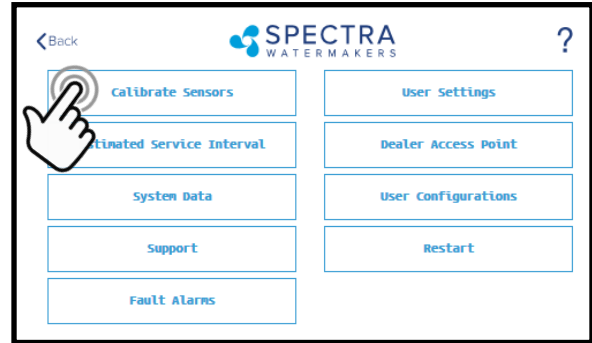 Back
SPECTRA
WATERMAKERS
?
Calibrate Sensors
User Settings
timated Service Interval
Dealer Access Point
System Data
User Configurations
Support
Restart
Fault Alarms